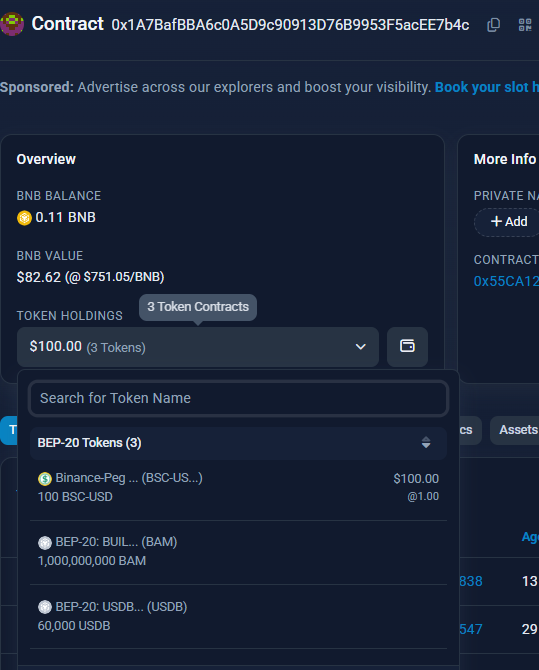 Contract 0x1A7BafBBA6c0A5D9c90913D76B9953F5acEE7b4c
Sponsored: Advertise across our explorers and boost your visibility. Book your slot h
Overview
BNB BALANCE
0.11 BNB
BNB VALUE
$82.62 (@ $751.05/BNB)
3 Token Contracts
TOKEN HOLDINGS
$100.00 (3 Tokens)
Search for Token Name
BEP-20 Tokens (3)
Binance-Peg ... (BSC-US...) $100.00
100 BSC-USD @1.00
BEP-20: BUIL... (BAM)
1,000,000,000 BAM
BEP-20: USDB... (USDB)
60,000 USDB
More Info
PRIVATE NA
+ Add
CONTRACT
0x55CA12
T
cs
Assets
Age
838 13
547 29